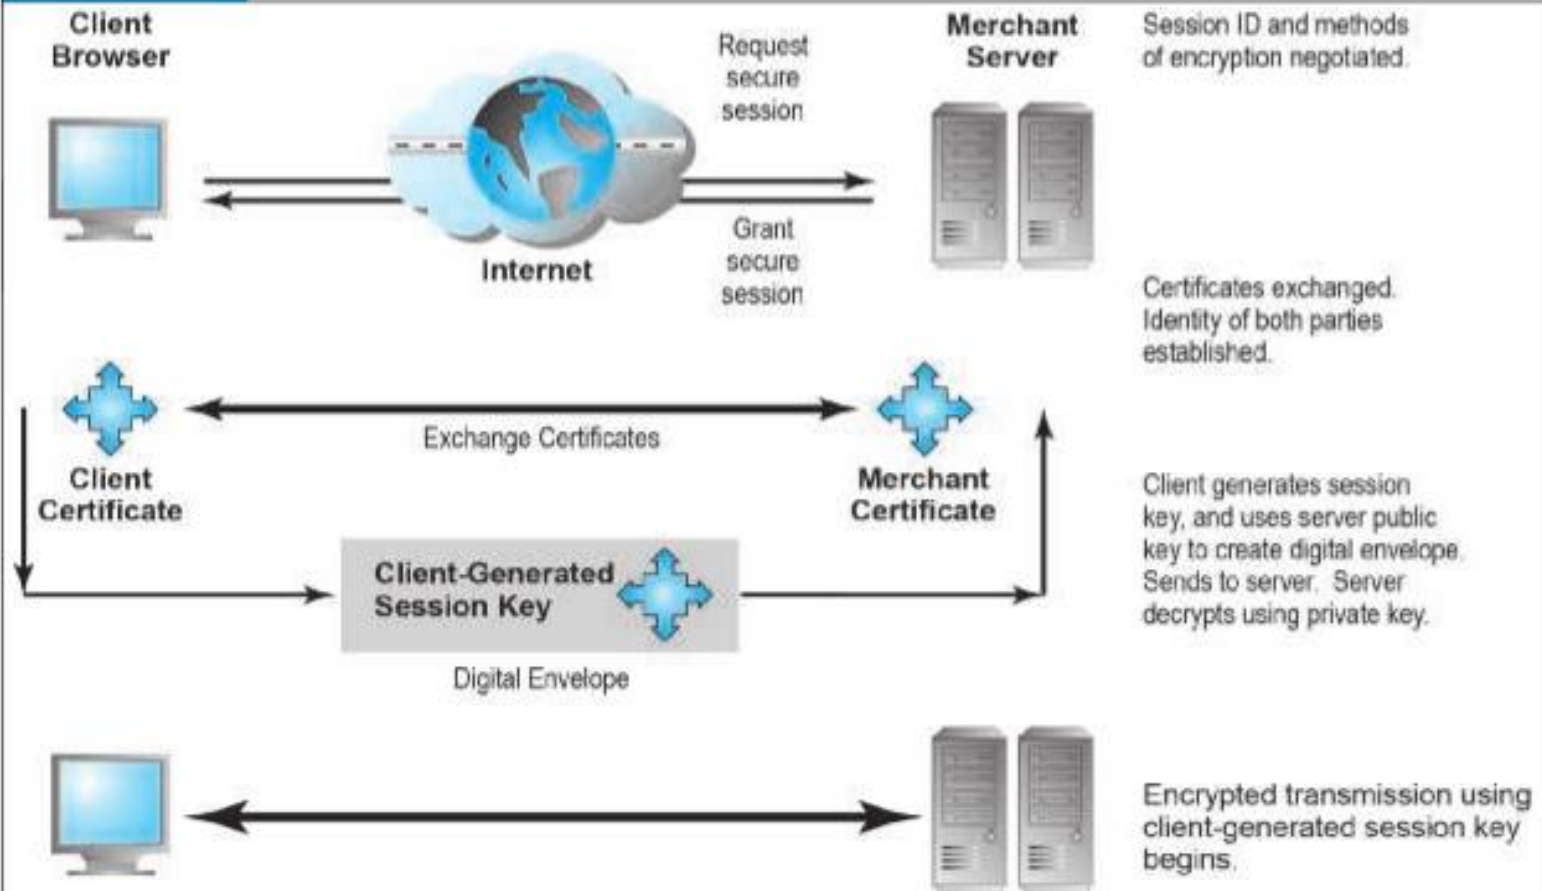 Client
Browser
Request
secure
session
Merchant
Server
Session ID and methods
of encryption negotiated.
Internet
Grant
secure
session
Certificates exchanged.
Identity of both parties
established.
Exchange Certificates
Client
Certificate
Merchant
Certificate
Client generates session
key, and uses server public
key to create digital envelope.
Sends to server. Server
decrypts using private key.
Client-Generated
Session Key
Digital Envelope
Encrypted transmission using
client-generated session key
begins.